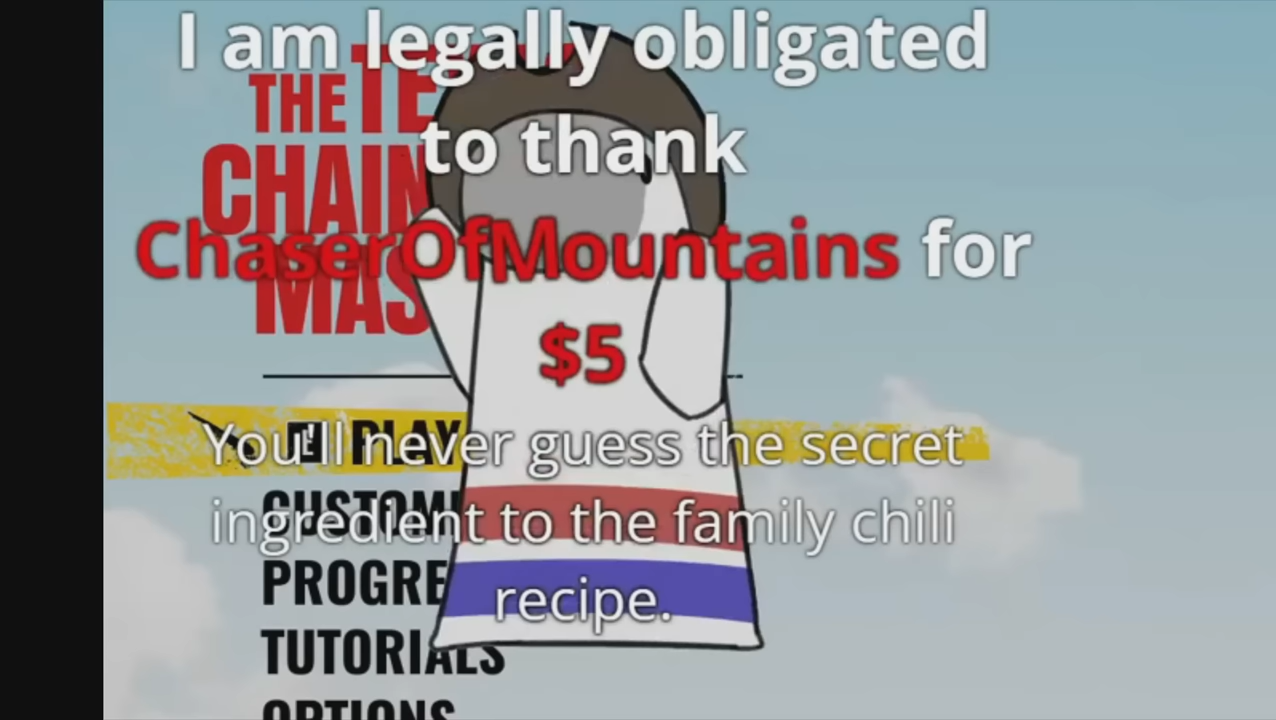 I am legally obligated
to thank
ChaserOfMountains for
$5
You'll never guess the secret
ingredient to the family chili
recipe.
THE TE
CHAIN
MAS
PLAY
CUSTOMI
PROGRE
TUTORIALS
OPTIONS